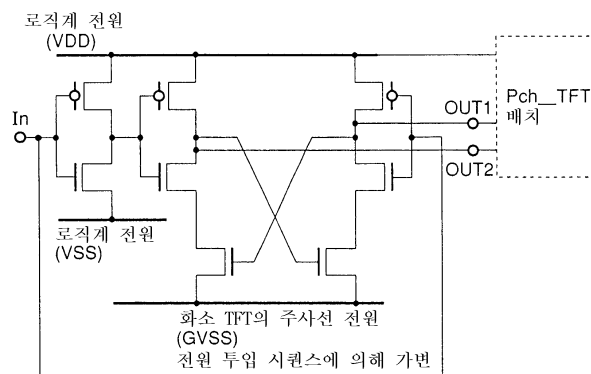 로직계 전원
(VDD)
In
OUT1
OUT2
Pch__TFT
배치
로직계 전원
(VSS)
화소 TFT의 주사선 전원
(GVSS)
전원 투입 시퀀스에 의해 가변